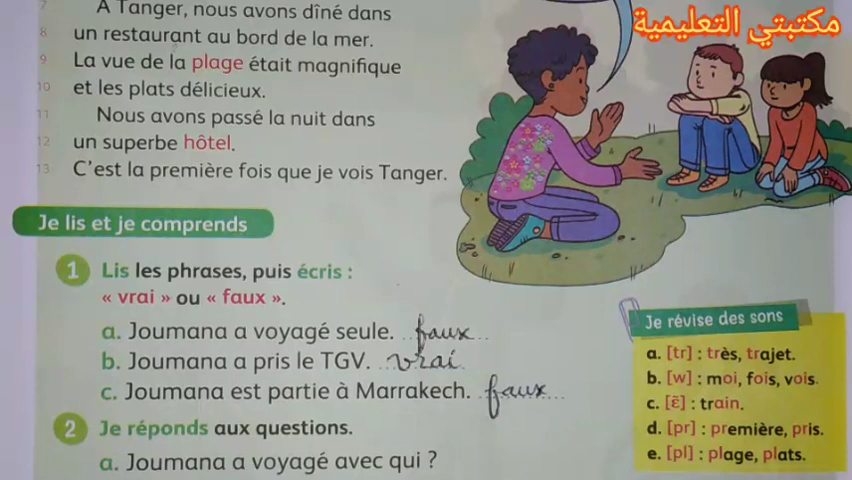 مكتبتي التعليمية
7 A Tanger, nous avons dîné dans
8 un restaurant au bord de la mer.
9 La vue de la plage était magnifique
10 et les plats délicieux.
11 Nous avons passé la nuit dans
12 un superbe hôtel.
13 C'est la première fois que je vois Tanger.
Je lis et je comprends
1 Lis les phrases, puis écris :
« vrai » ou « faux ».
a. Joumana a voyagé seule. ..faux..
b. Joumana a pris le TGV. ...vrai.
c. Joumana est partie à Marrakech. ..faux...
2 Je réponds aux questions.
a. Joumana a voyagé avec qui ?
Je révise des sons
a. [tr] : très, trajet.
b. [w] : moi, fois, vois.
c. [ɛ̃] : train.
d. [pr] : première, pris.
e. [pl] : plage, plats.